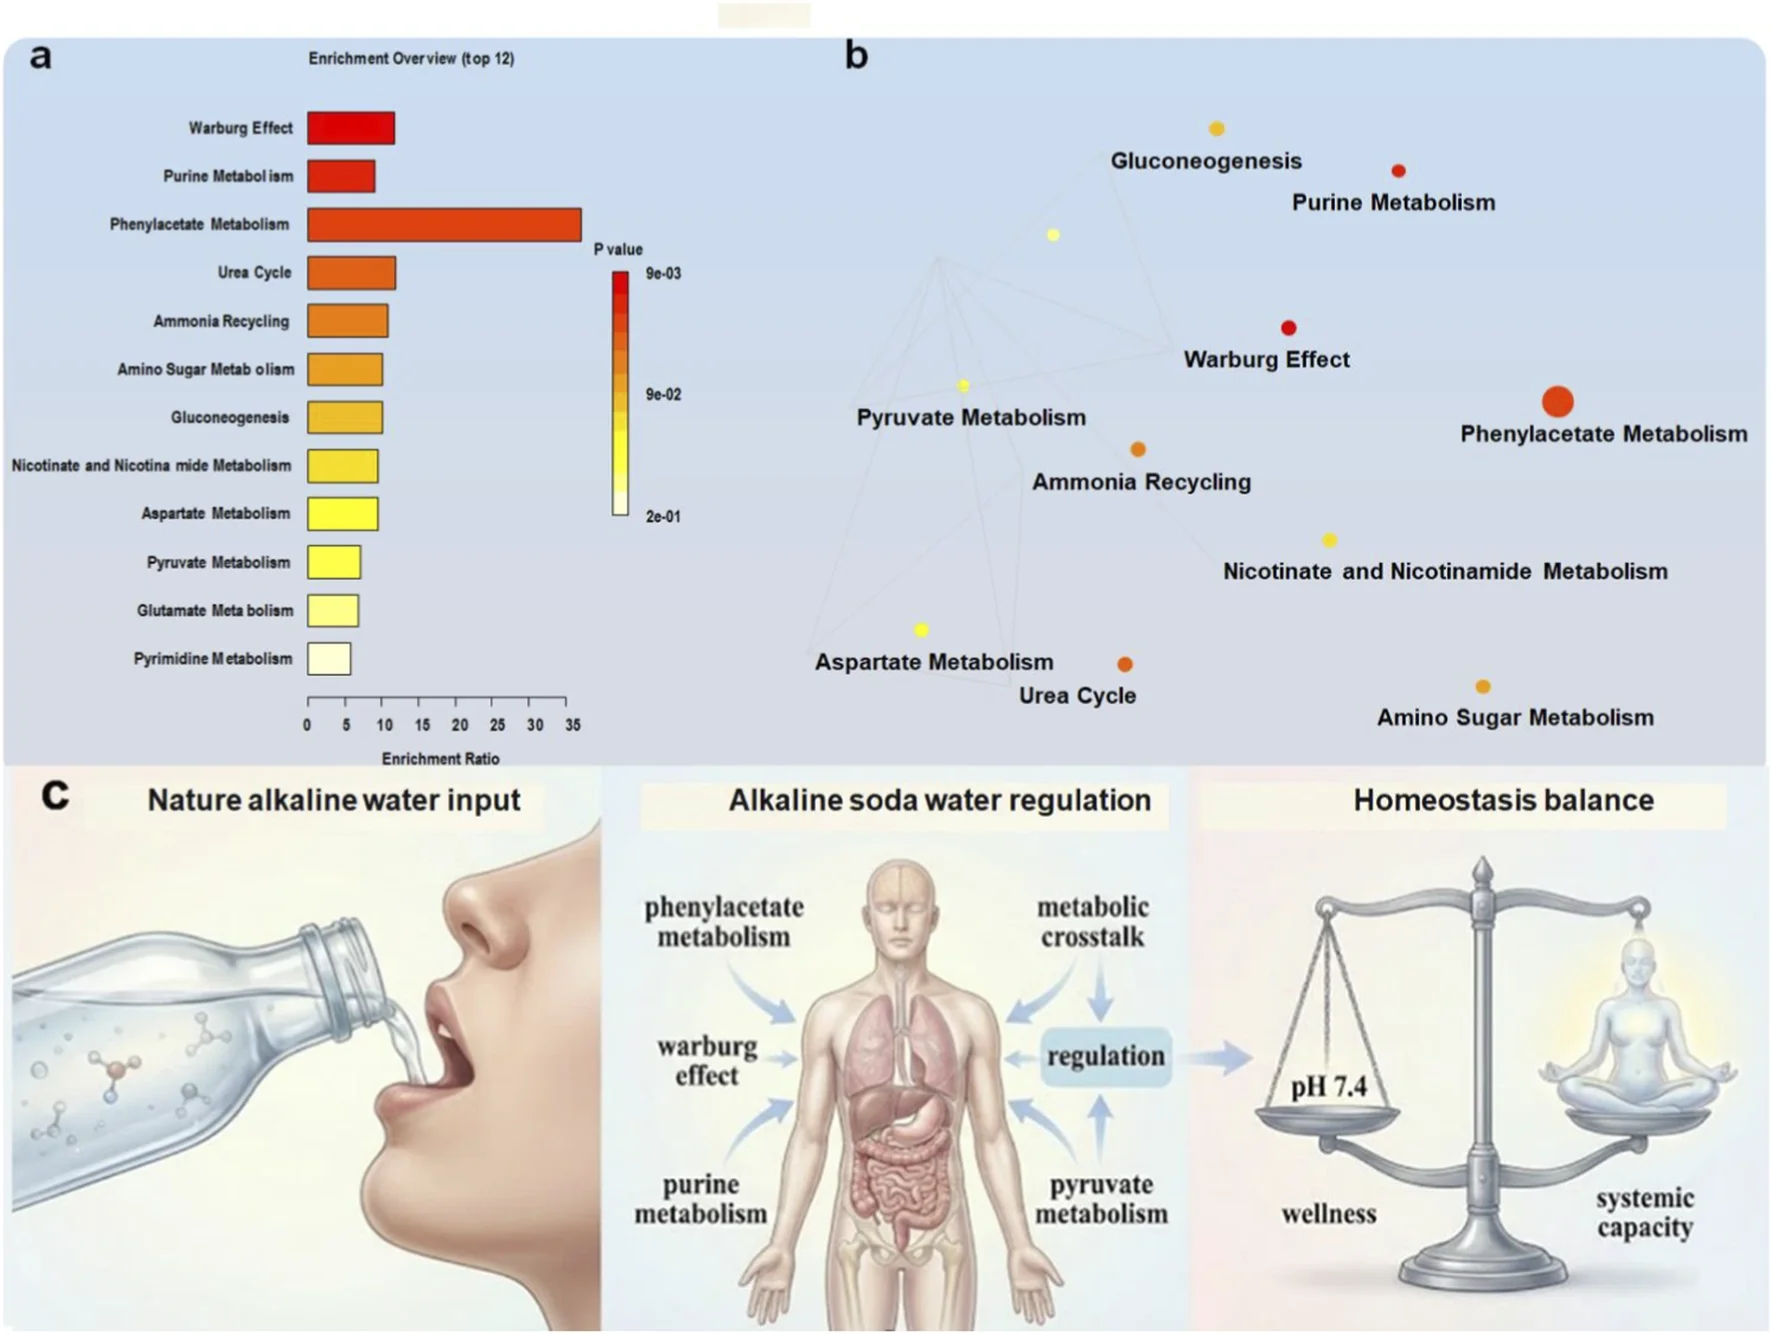 a
Enrichment Overview (top 12)
Warburg Effect
Purine Metabolism
Phenylacetate Metabolism
Urea Cycle
Ammonia Recycling
Amino Sugar Metab olism
Gluconeogenesis
Nicotinate and Nicotina mide Metabolism
Aspartate Metabolism
Pyruvate Metabolism
Glutamate Meta bolism
Pyrimidine Metabolism
0 5 10 15 20 25 30 35
Enrichment Ratio
P value
9e-03
9e-02
2e-01
b
Gluconeogenesis
Purine Metabolism
Warburg Effect
Pyruvate Metabolism
Phenylacetate Metabolism
Ammonia Recycling
Nicotinate and Nicotinamide Metabolism
Aspartate Metabolism
Urea Cycle
Amino Sugar Metabolism
c
Nature alkaline water input
Alkaline soda water regulation
phenylacetate
metabolism
metabolic
crosstalk
warburg
effect
regulation
purine
metabolism
pyruvate
metabolism
Homeostasis balance
pH 7.4
wellness
systemic
capacity